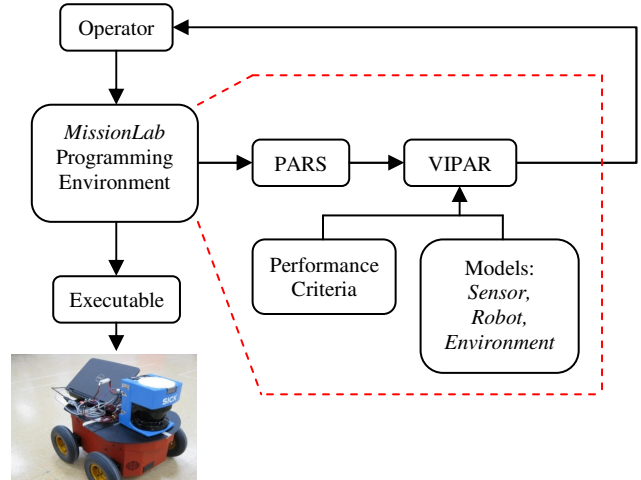 Operator
MissionLab
Programming
Environment
PARS
VIPAR
Performance
Criteria
Models:
Sensor,
Robot,
Environment
Executable
SICK